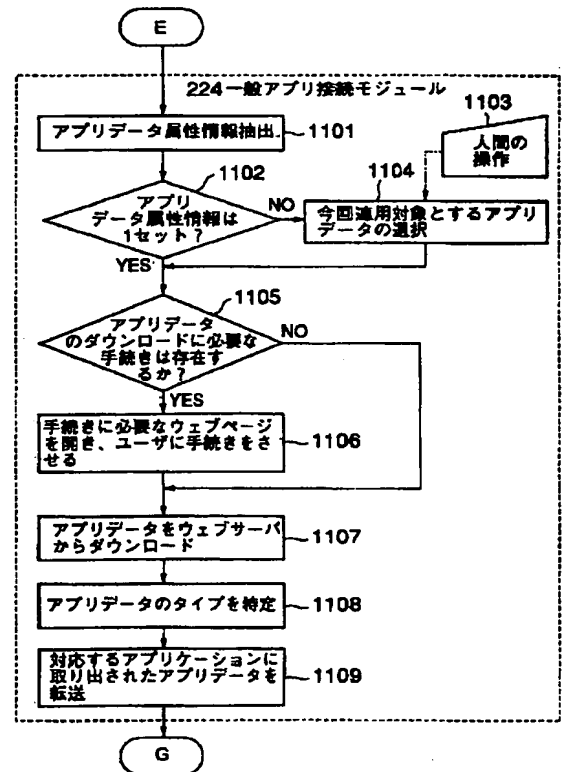 E
224一般アプリ接続モジュール
アプリデータ属性情報抽出
1101
1103
人間の
操作
1102
アプリ
データ属性情報は
1セット？
NO
YES
1104
今回適用対象とするアプリ
データの選択
1105
アプリデータ
のダウンロードに必要な
手続きは存在す
るか？
NO
YES
手続きに必要なウェブページ
を開き、ユーザに手続きをさ
せる
1106
アプリデータをウェブサーバ
からダウンロード
1107
アプリデータのタイプを特定
1108
対応するアプリケーションに
取り出されたアプリデータを
転送
1109
G